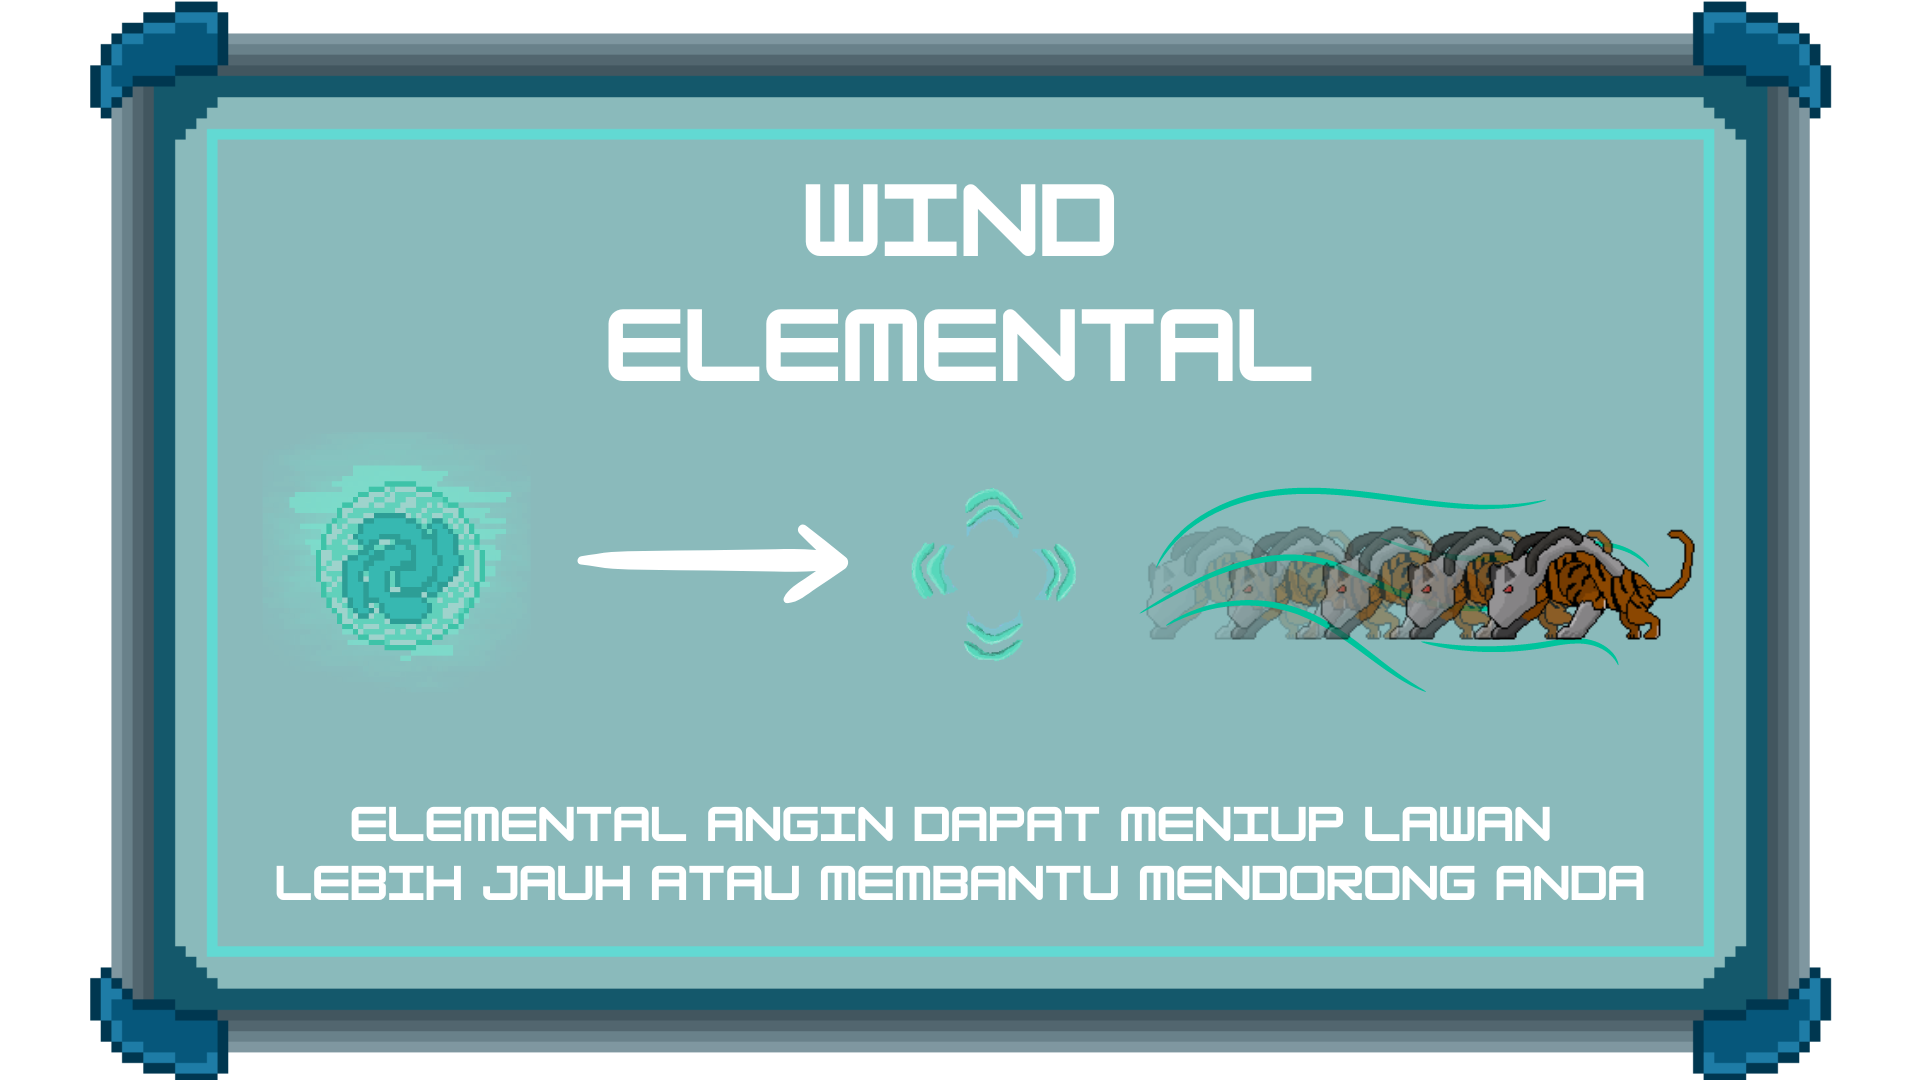 WIND
ELEMENTAL
ELEMENTAL ANGIN DAPAT MENIUP LAWAN
LEBIH JAUH ATAU MEMBANTU MENDORONG ANDA